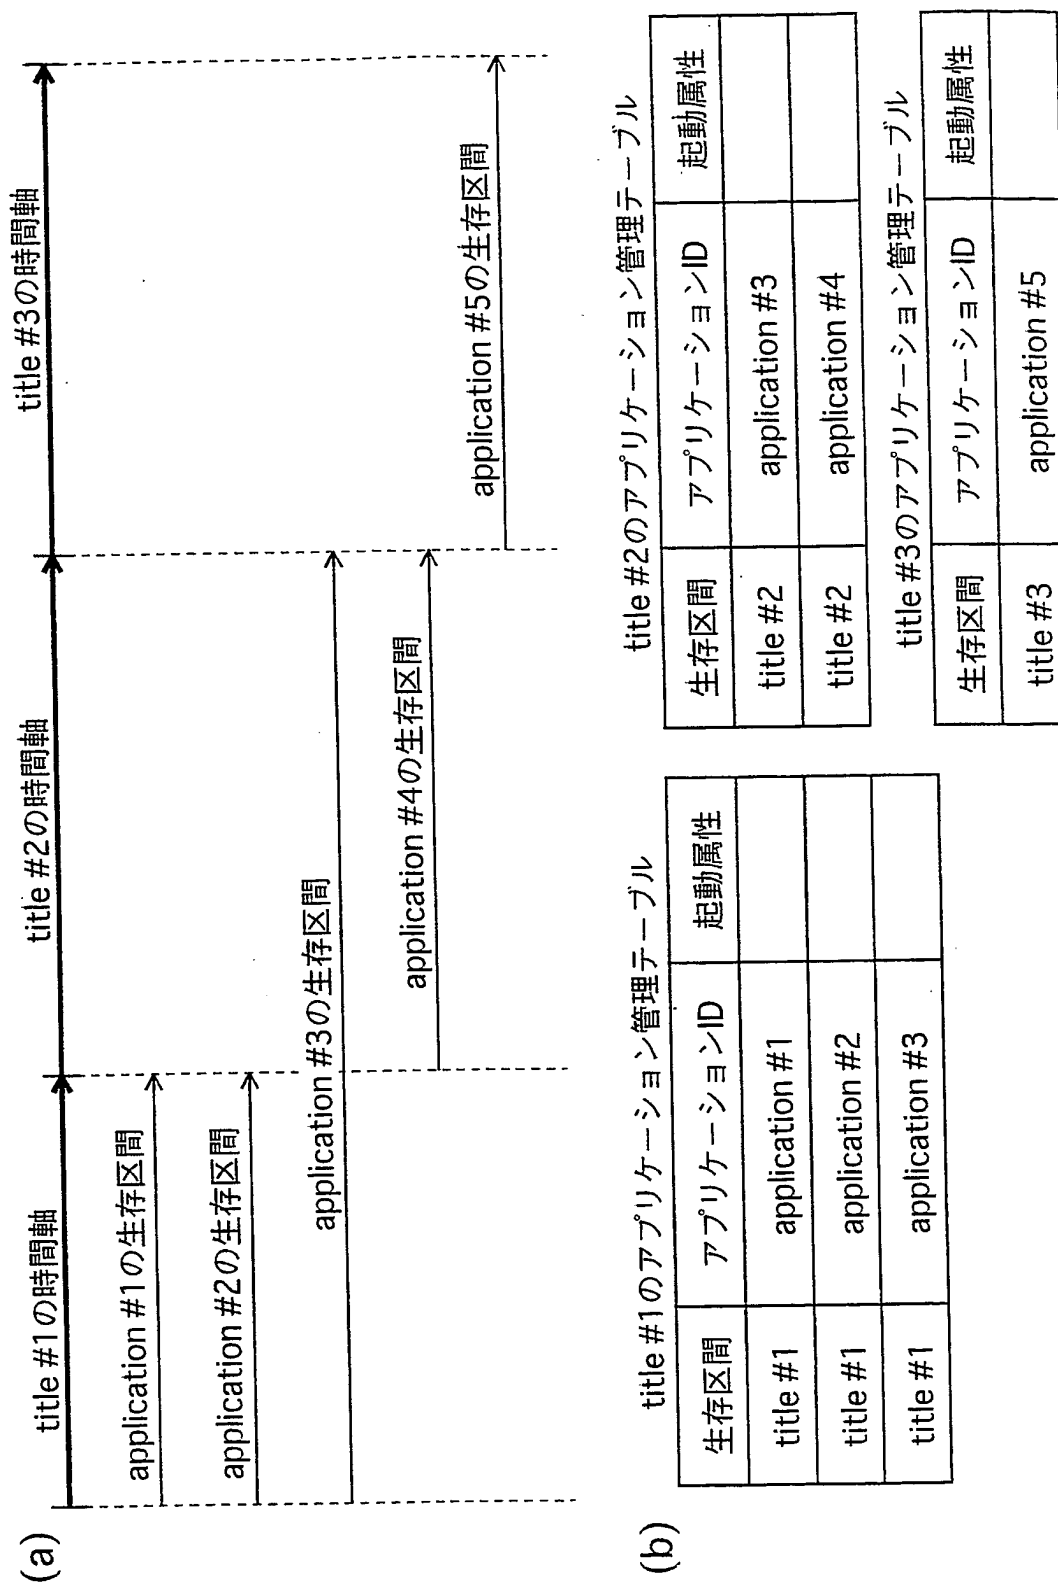 (a)
title #1の時間軸
title #2の時間軸
title #3の時間軸
application #1の生存区間
application #2の生存区間
application #3の生存区間
application #4の生存区間
application #5の生存区間
(b)
title #1のアプリケーション管理テーブル
生存区間 アプリケーションID 起動属性
title #1 application #1
title #1 application #2
title #1 application #3
title #2のアプリケーション管理テーブル
生存区間 アプリケーションID 起動属性
title #2 application #3
title #2 application #4
title #3のアプリケーション管理テーブル
生存区間 アプリケーションID 起動属性
title #3 application #5